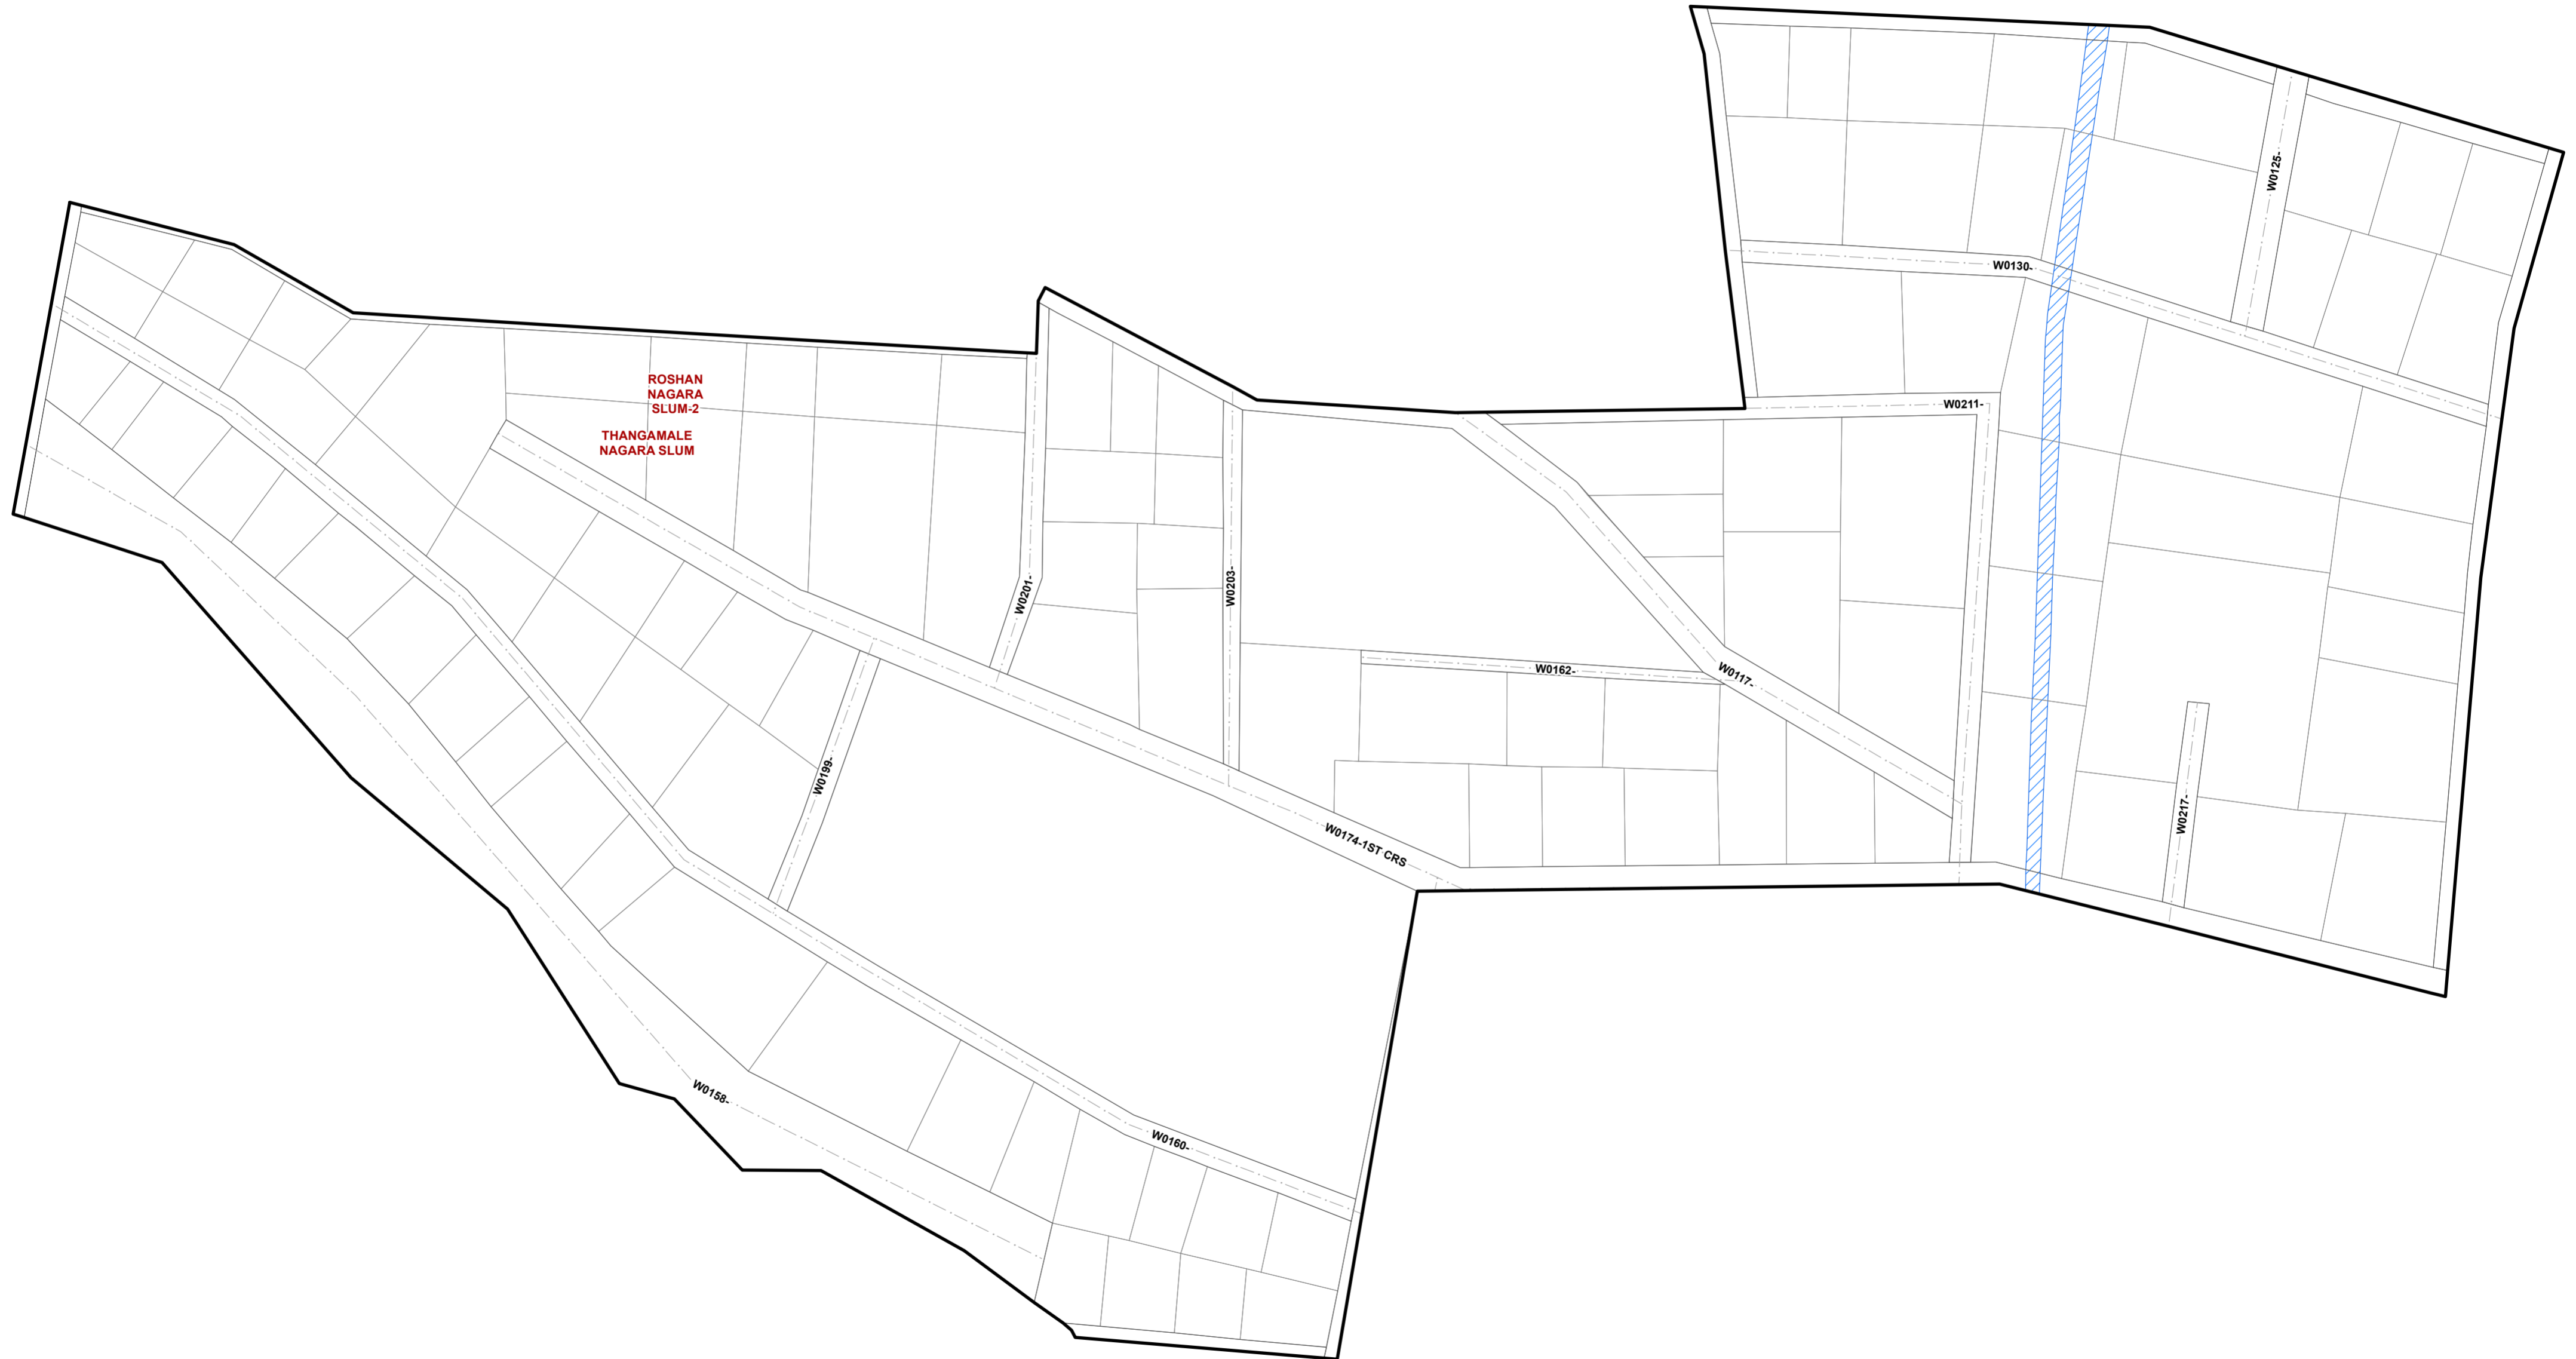 W0125-
W0130-
ROSHAN
NAGARA
SLUM-2
THANGAMALE
NAGARA SLUM
W0211-
W0201-
W0203-
W0162-
W0117-
W0199-
W0217-
W0174-1ST CRS
W0158-
W0160-